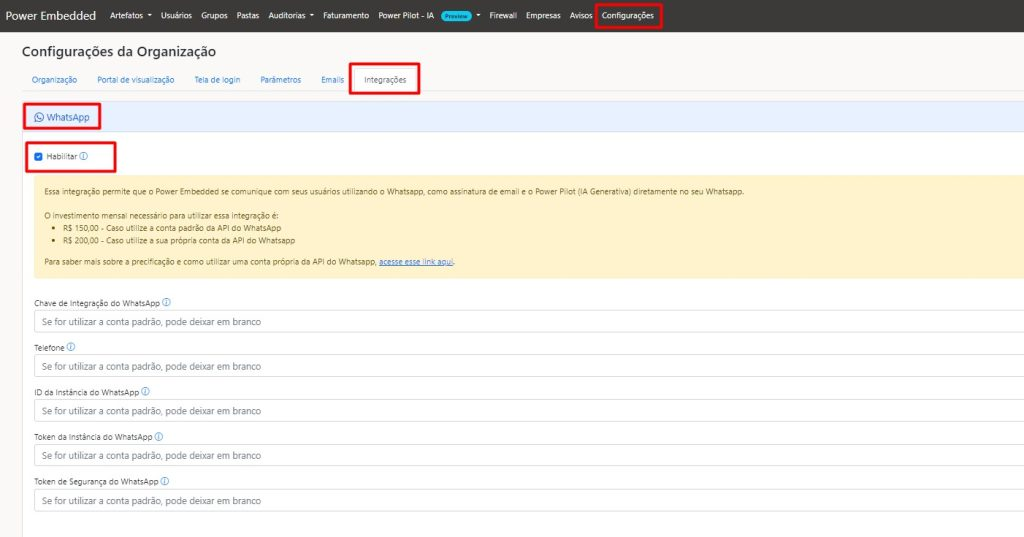 Power Embedded Artefatos Usuários Grupos Pastas Auditorias Faturamento Power Pilot - IA Preview Firewall Empresas Avisos Configurações
Configurações da Organização
Organização Portal de visualização Tela de login Parâmetros Emails Integrações
WhatsApp
Habilitar
Essa integração permite que o Power Embedded se comunique com seus usuários utilizando o Whatsapp, como assinatura de email e o Power Pilot (IA Generativa) diretamente no seu Whatsapp.
O investimento mensal necessário para utilizar essa integração é:
• R$ 150,00 - Caso utilize a conta padrão da API do WhatsApp
• R$ 200,00 - Caso utilize a sua própria conta da API do Whatsapp
Para saber mais sobre a precificação e como utilizar uma conta própria da API do Whatsapp, acesse esse link aqui.
Chave de Integração do WhatsApp
Se for utilizar a conta padrão, pode deixar em branco
Telefone
Se for utilizar a conta padrão, pode deixar em branco
ID da Instância do WhatsApp
Se for utilizar a conta padrão, pode deixar em branco
Token da Instância do WhatsApp
Se for utilizar a conta padrão, pode deixar em branco
Token de Segurança do WhatsApp
Se for utilizar a conta padrão, pode deixar em branco